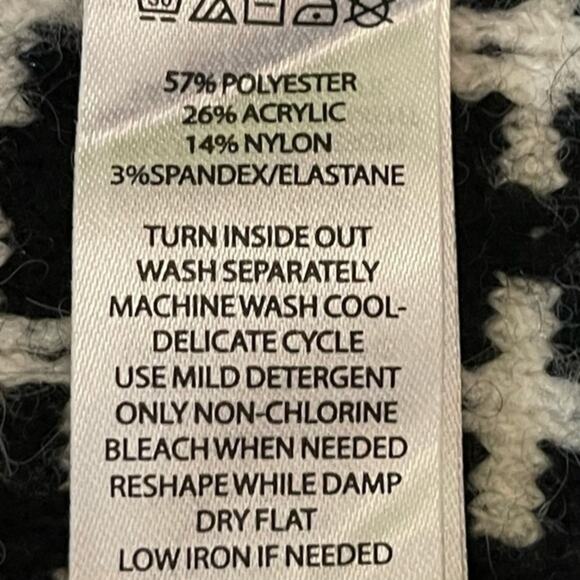 30
57% POLYESTER
26% ACRYLIC
14% NYLON
3%SPANDEX/ELASTANE
TURN INSIDE OUT
WASH SEPARATELY
MACHINE WASH COOL-
DELICATE CYCLE
USE MILD DETERGENT
ONLY NON-CHLORINE
BLEACH WHEN NEEDED
RESHAPE WHILE DAMP
DRY FLAT
LOW IRON IF NEEDED